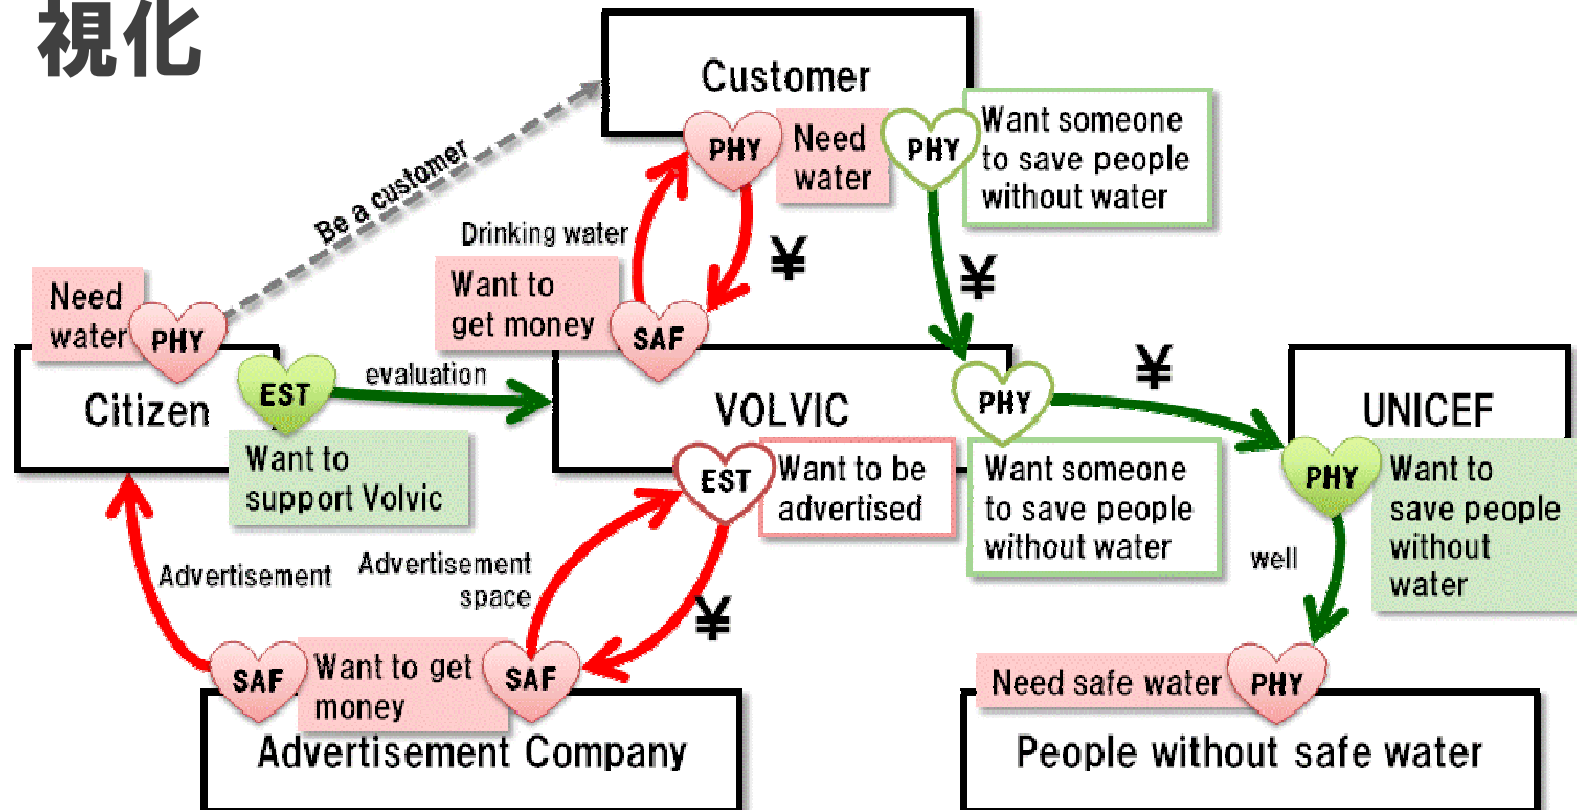 視化
Customer
PHY
Need
water
PHY
Want someone
to save people
without water
Be a customer
Drinking water
¥
¥
Want to
get money
SAF
Need
water
PHY
Citizen
EST
evaluation
Want to
support Volvic
VOLVIC
PHY
¥
UNICEF
EST
Want to be
advertised
Want someone
to save people
without water
PHY
Want to
save people
without
water
well
Advertisement
Advertisement
space
¥
SAF
Want to get
money
SAF
Advertisement Company
Need safe water
PHY
People without safe water